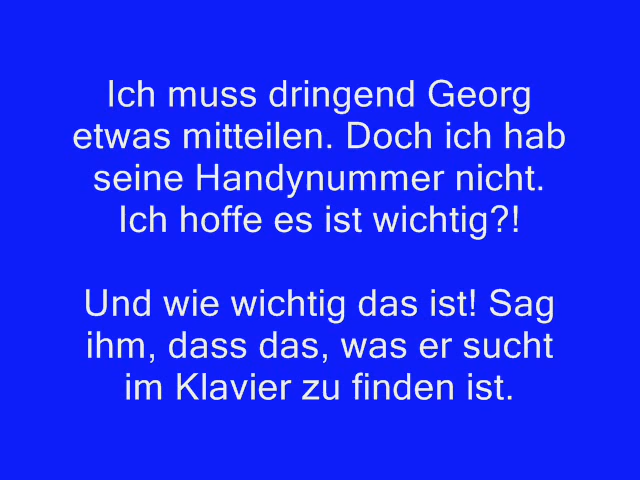 Ich muss dringend Georg
etwas mitteilen. Doch ich hab
seine Handynummer nicht.
Ich hoffe es ist wichtig?!
Und wie wichtig das ist! Sag
ihm, dass das, was er sucht
im Klavier zu finden ist.